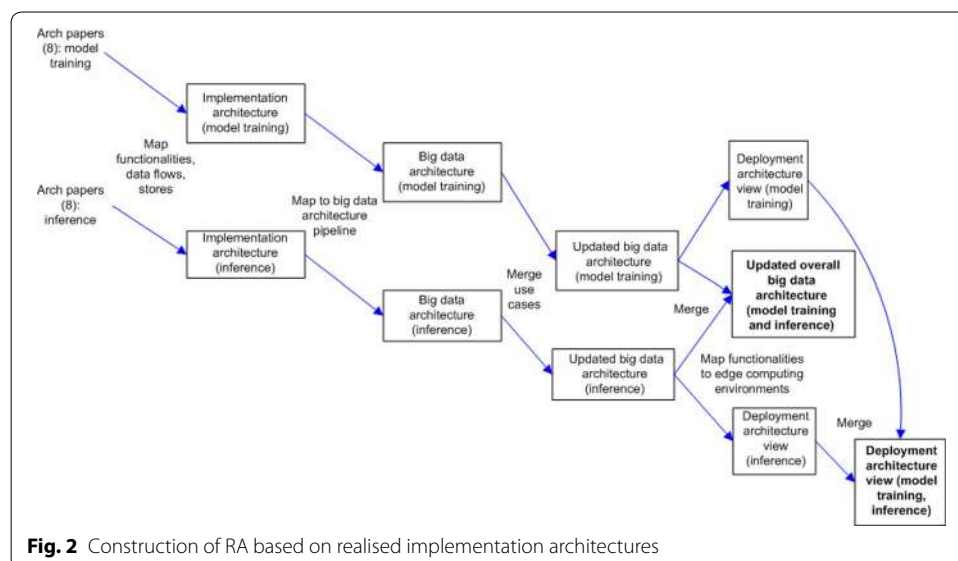 Arch papers
(8): model
training
Implementation
architecture
(model training)
Map
functionalities,
data flows,
stores
Big data
architecture
(model training)
Deployment
architecture
view (model
training)
Arch papers
(8):
inference
Map to big data
architecture
pipeline
Implementation
architecture
(inference)
Updated big data
architecture
(model training)
Updated overall
big data
architecture
(model training
and inference)
Merge
use
cases
Big data
architecture
(inference)
Merge
Updated big data
architecture
(inference)
Map functionalities
to edge computing
environments
Deployment
architecture
view
(inference)
Merge
Deployment
architecture
view (model
training,
inference)
Fig. 2 Construction of RA based on realised implementation architectures